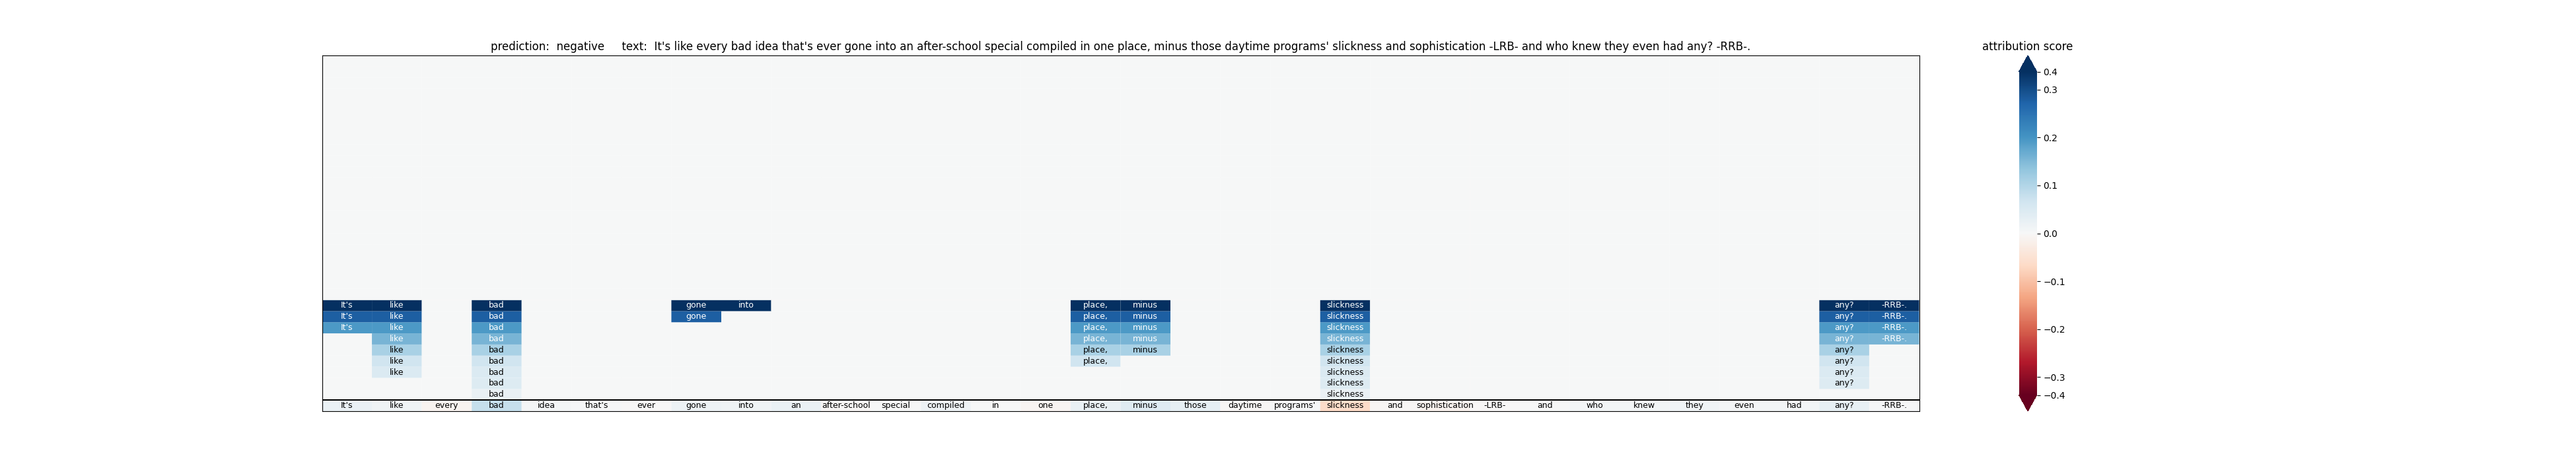 prediction:  negative     text:  It's like every bad idea that's ever gone into an after-school special compiled in one place, minus those daytime programs' slickness and sophistication -LRB- and who knew they even had any? -RRB-.
attribution score
0.4
0.3
0.2
0.1
0.0
−0.1
−0.2
−0.3
−0.4
It's like bad gone into place, minus slickness any? -RRB-.
It's like bad gone place, minus slickness any? -RRB-.
It's like bad place, minus slickness any? -RRB-.
like bad place, minus slickness any? -RRB-.
like bad place, minus slickness any?
like bad place, slickness any?
like bad slickness any?
bad slickness any?
bad slickness
It's like every bad idea that's ever gone into an after-school special compiled in one place, minus those daytime programs' slickness and sophistication -LRB- and who knew they even had any? -RRB-.